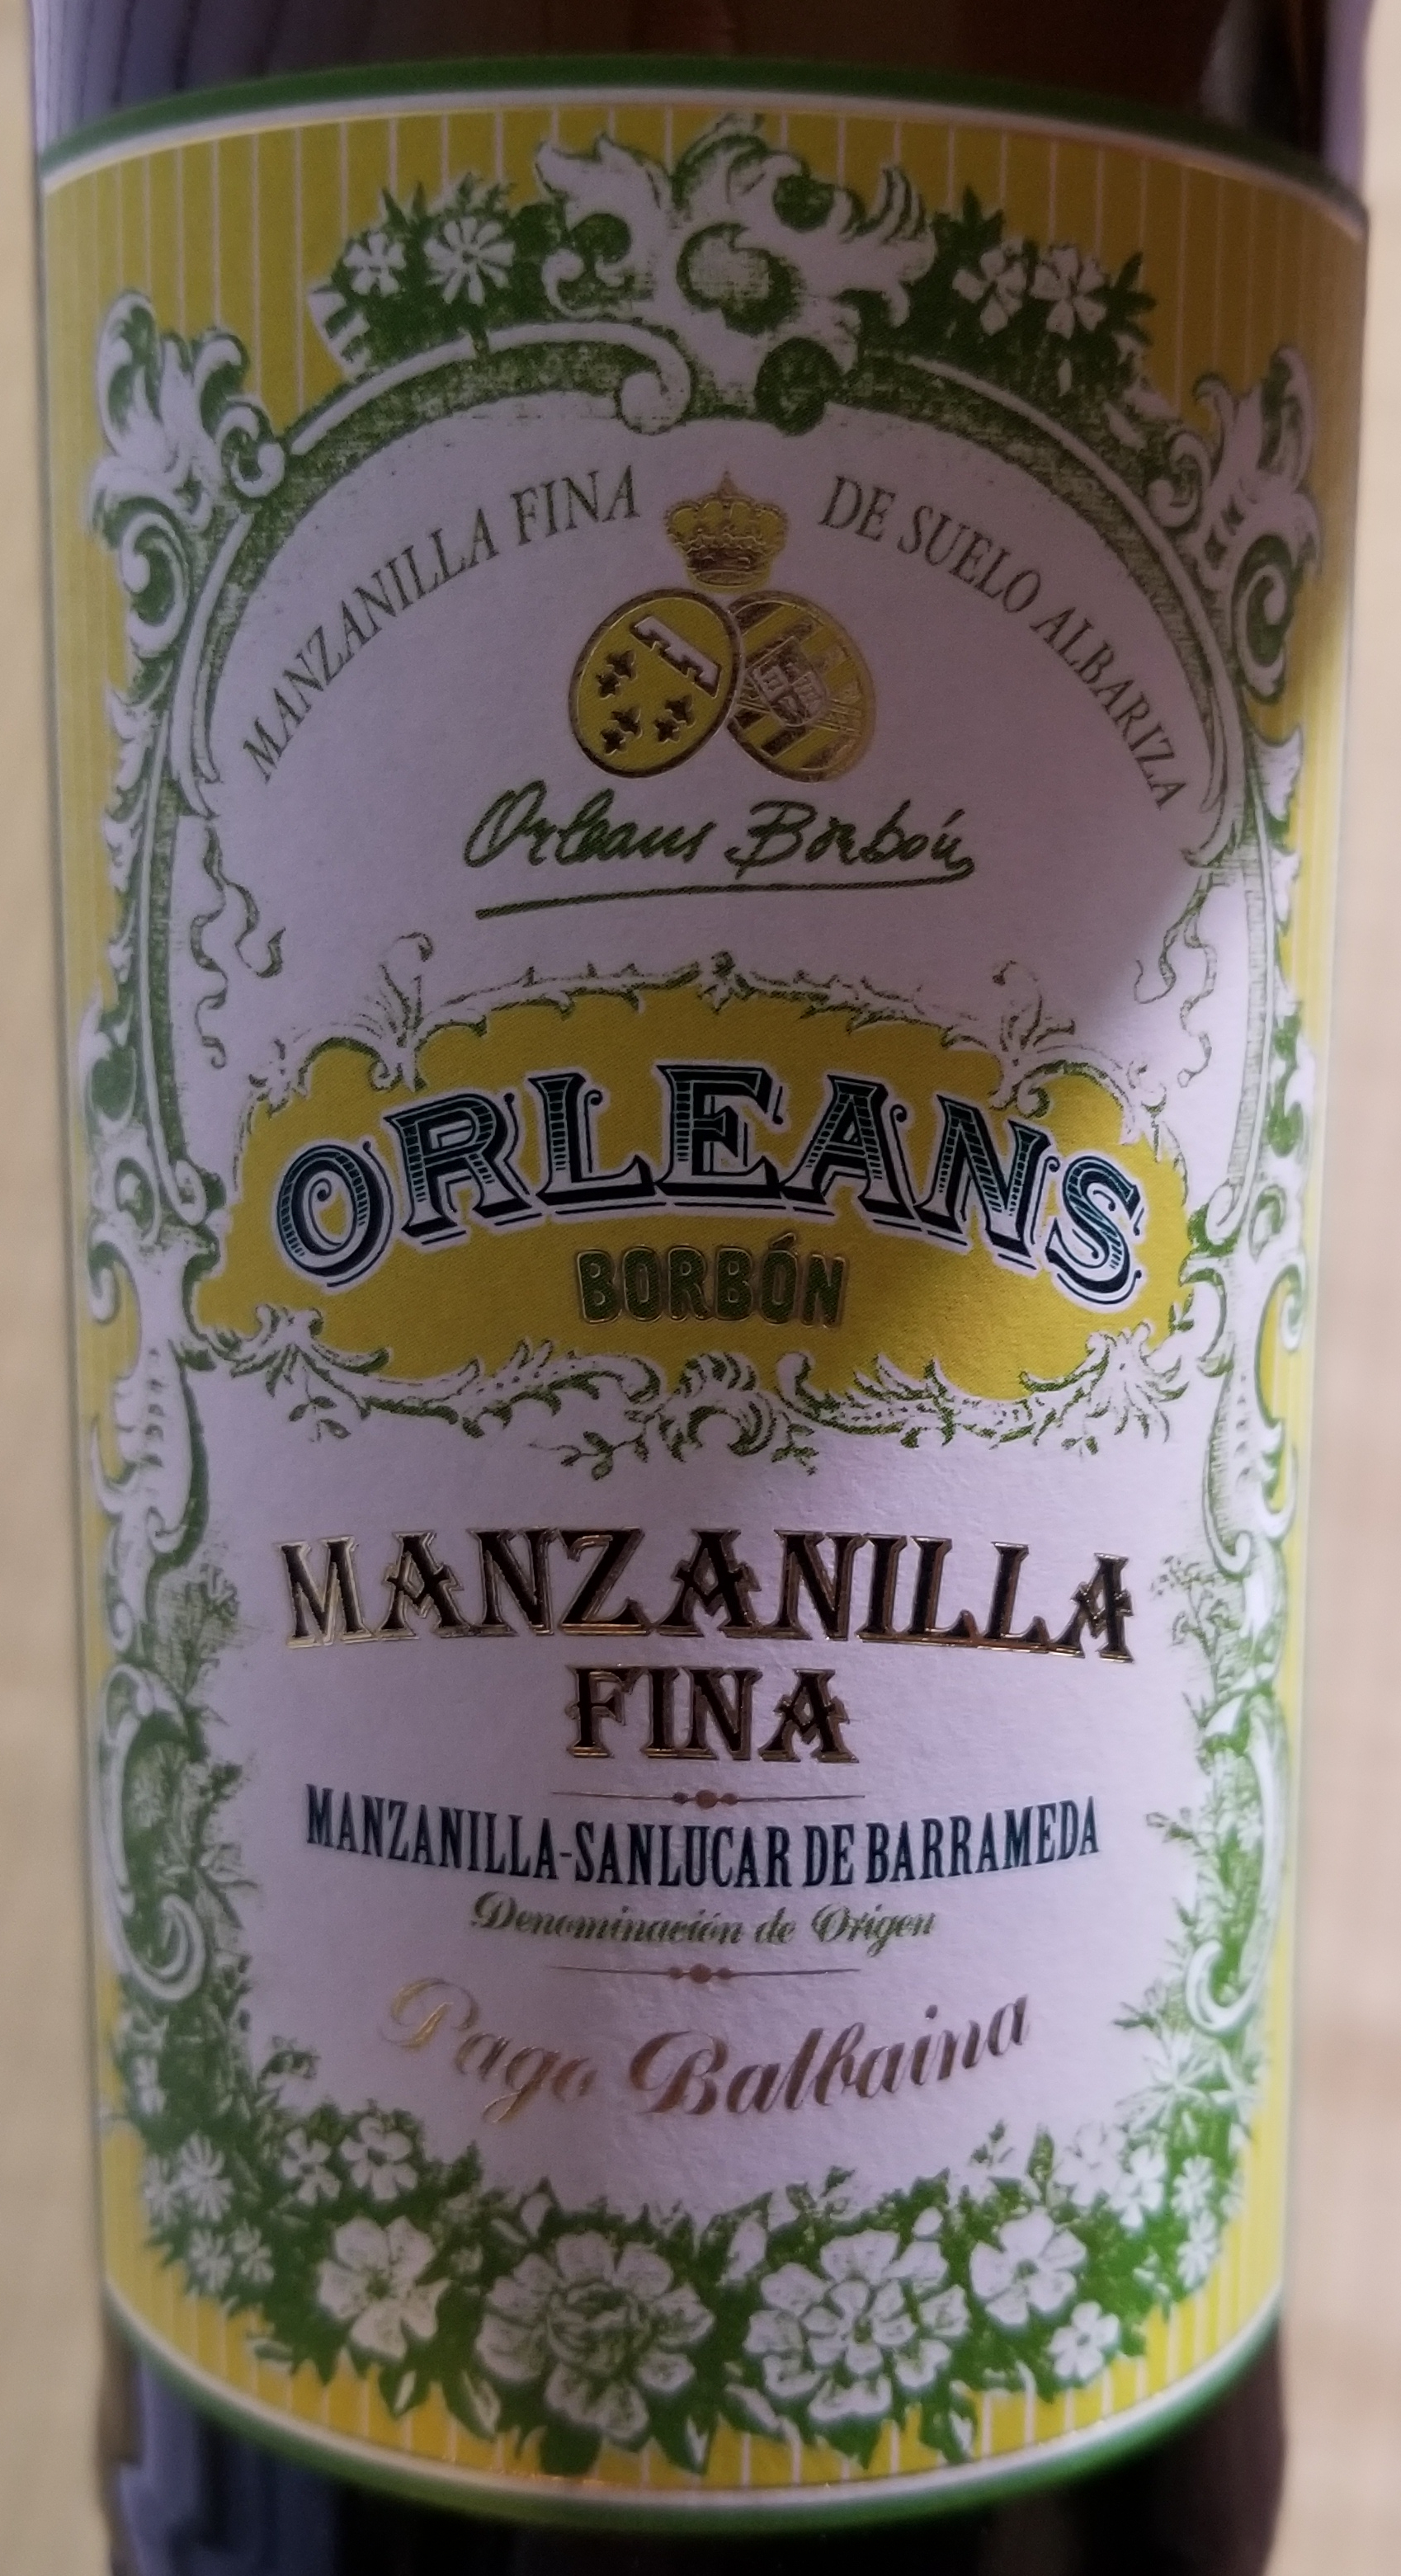 MANZANILLA FINA DE SUELO ALBARIZA
Orleans Borbón
ORLEANS
BORBÓN
MANZANILLA
FINA
MANZANILLA-SANLUCAR DE BARRAMEDA
Denominación de Origen
Pago Balbaina